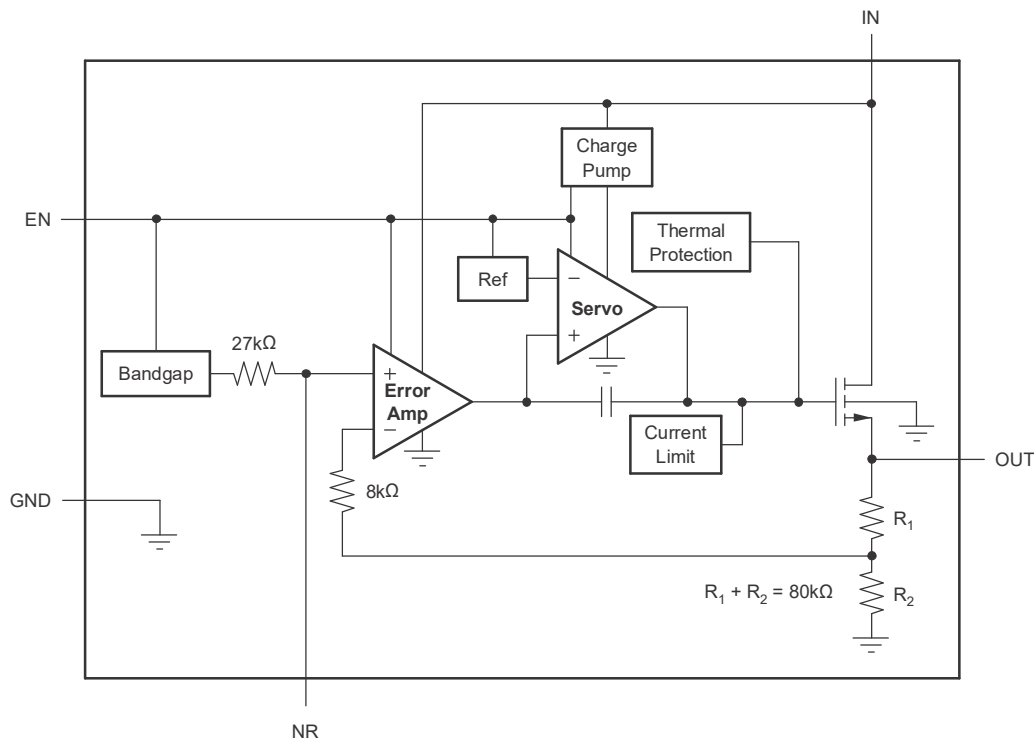 IN
Charge
Pump
EN
Thermal
Protection
Ref
−
Servo
+
27kΩ
Bandgap
+
Error
Amp
−
Current
Limit
OUT
8kΩ
GND
R₁
R₁ + R₂ = 80kΩ
R₂
NR